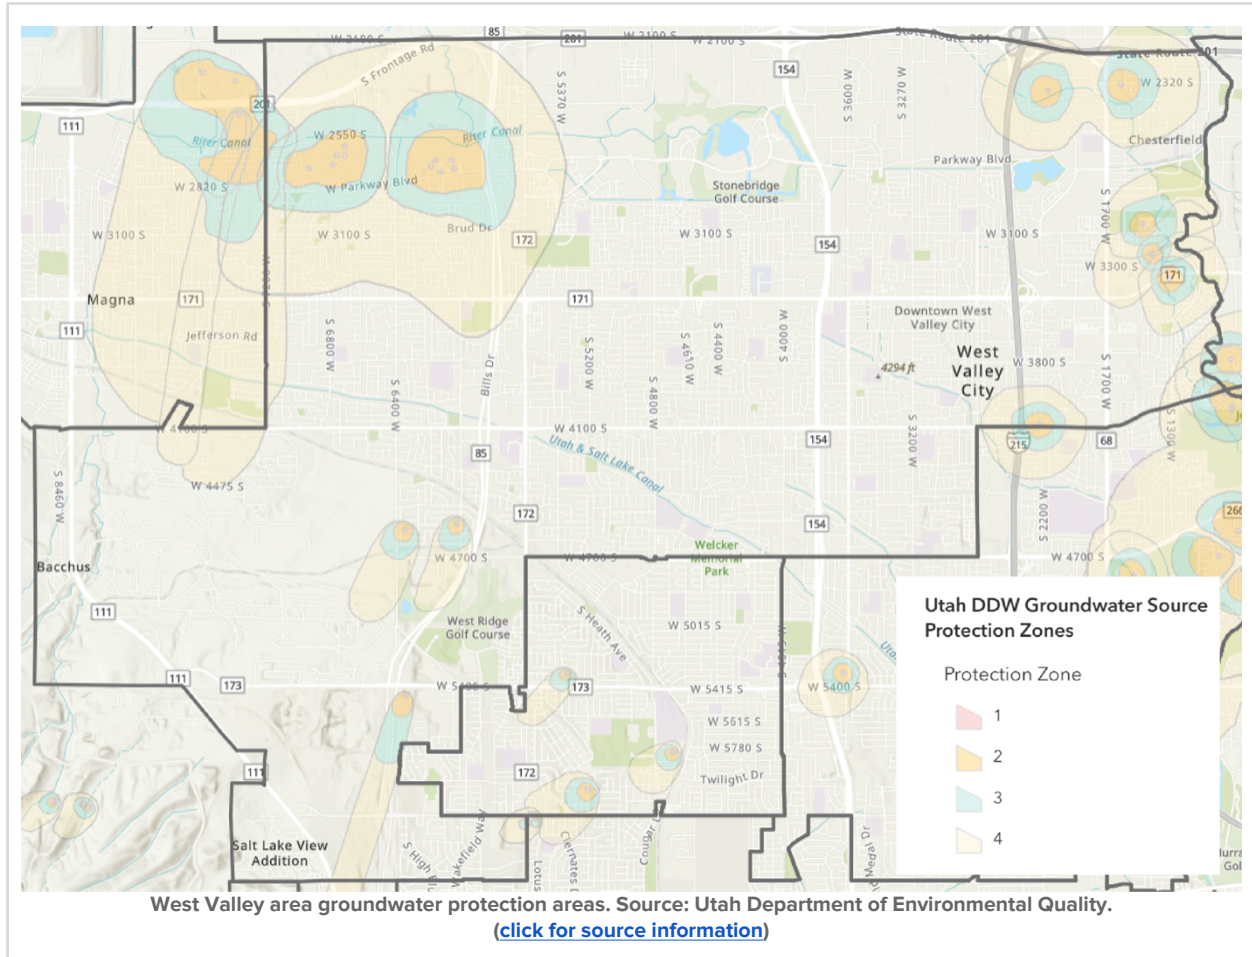 W 2100 S
85
201
W 2100 S
W 2100 S
State Route 201
State Route 201
S Frontage Rd
154
S 5370 W
S 3600 W
S 3270 W
W 2320 S
201
111
Riter Canal
W 2550 S
Riter Canal
Chesterfield
Parkway Blvd
W 2820 S
W Parkway Blvd
Stonebridge
Golf Course
S 1700 W
W 3100 S
W 3100 S
Brud Dr
172
W 3100 S
154
W 3100 S
W 3300 S
171
Magna
171
171
111
Jefferson Rd
S 6800 W
S 5200 W
S 4610 W
S 4400 W
S 4000 W
Downtown West
Valley City
West
Valley
City
W 3800 S
4294 ft
Bills Dr
S 6400 W
S 4800 W
S 1700 W
S 3200 W
S 1300 W
W 4100 S
W 4100 S
154
215
68
85
Utah & Salt Lake Canal
S 8460 W
W 4475 S
172
154
S 2200 W
266
W 4700 S
W 4700 S
Welcker
Memorial
Park
W 4700 S
Bacchus
111
West Ridge
Golf Course
S Heath Ave
W 5015 S
Utah DDW Groundwater Source
Protection Zones
Protection Zone
1
2
3
4
111
173
W 5400 S
173
W 5415 S
W 5400 S
W 5615 S
W 5780 S
111
172
Twilight Dr
Salt Lake View
Addition
S High
Wakefield Way
Lotus
Cernates
Cougar L
Medal Dr
West Valley area groundwater protection areas. Source: Utah Department of Environmental Quality.
(click for source information)